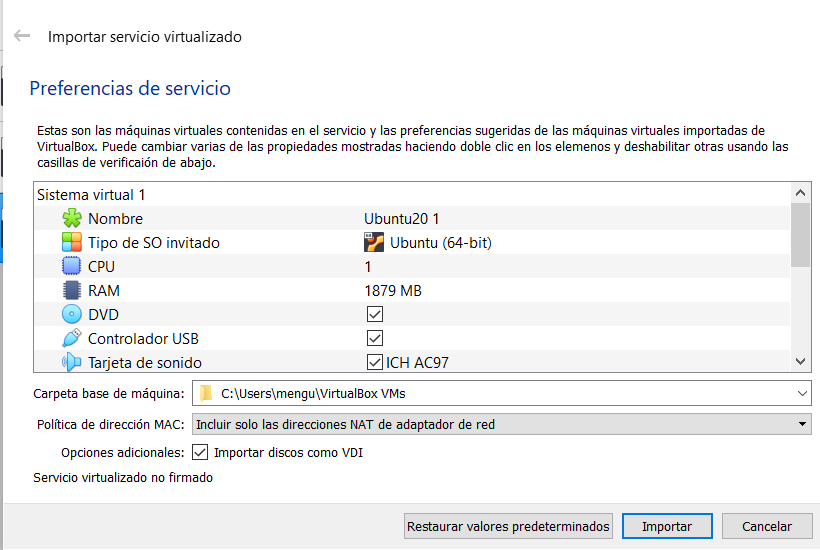 Importar servicio virtualizado
Preferencias de servicio
Estas son las máquinas virtuales contenidas en el servicio y las preferencias sugeridas de las máquinas virtuales importadas de
VirtualBox. Puede cambiar varias de las propiedades mostradas haciendo doble clic en los elemenos y deshabilitar otras usando las
casillas de verificaión de abajo.
Sistema virtual 1
Nombre Ubuntu20 1
Tipo de SO invitado Ubuntu (64-bit)
CPU 1
RAM 1879 MB
DVD
Controlador USB
Tarjeta de sonido ICH AC97
Carpeta base de máquina: C:\Users\mengu\VirtualBox VMs
Política de dirección MAC: Incluir solo las direcciones NAT de adaptador de red
Opciones adicionales: Importar discos como VDI
Servicio virtualizado no firmado
Restaurar valores predeterminados Importar Cancelar